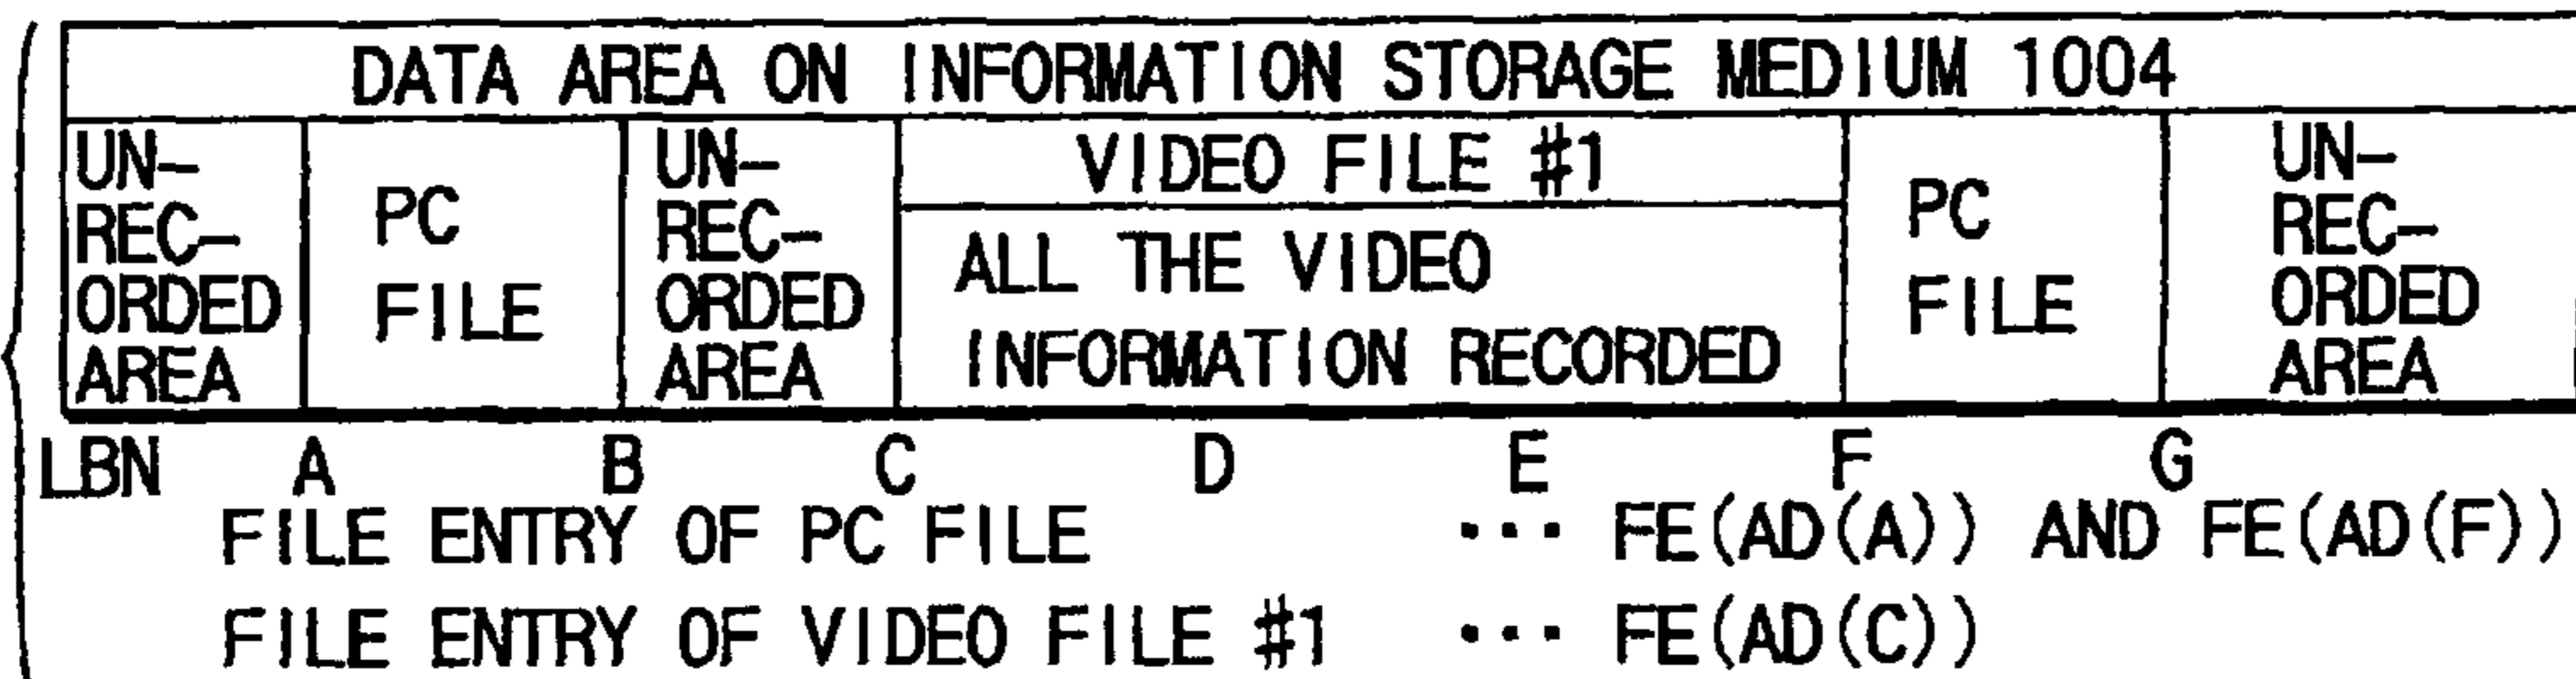 DATA AREA ON INFORMATION STORAGE MEDIUM 1004
UN-
REC-
ORDED
AREA
PC
FILE
UN-
REC-
ORDED
AREA
VIDEO FILE #1
ALL THE VIDEO
INFORMATION RECORDED
PC
FILE
UN-
REC-
ORDED
AREA
LBN A B C D E F G
FILE ENTRY OF PC FILE ··· FE(AD(A)) AND FE(AD(F))
FILE ENTRY OF VIDEO FILE #1 ··· FE(AD(C))